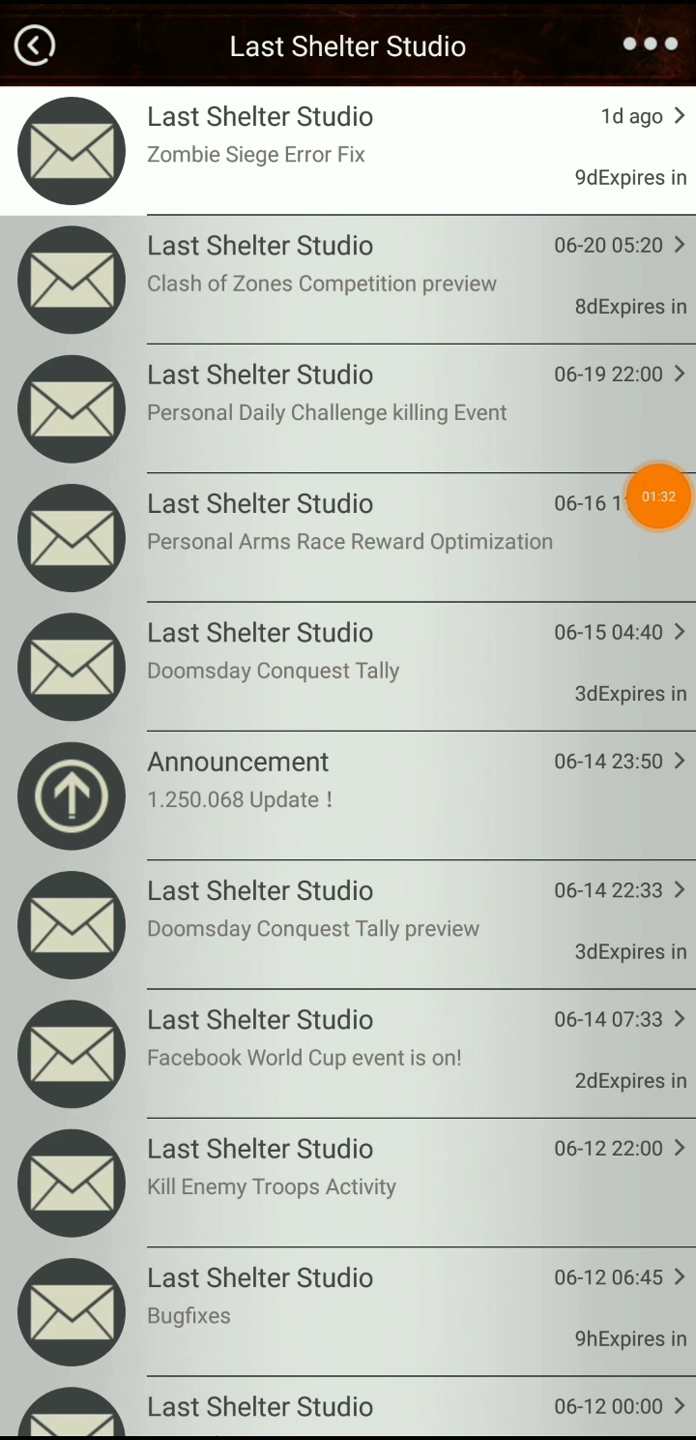 Last Shelter Studio
Last Shelter Studio
1d ago
Zombie Siege Error Fix
9dExpires in
Last Shelter Studio
06-20 05:20
Clash of Zones Competition preview
8dExpires in
Last Shelter Studio
06-19 22:00
Personal Daily Challenge killing Event
Last Shelter Studio
06-16
01:32
Personal Arms Race Reward Optimization
Last Shelter Studio
06-15 04:40
Doomsday Conquest Tally
3dExpires in
Announcement
06-14 23:50
1.250.068 Update !
Last Shelter Studio
06-14 22:33
Doomsday Conquest Tally preview
3dExpires in
Last Shelter Studio
06-14 07:33
Facebook World Cup event is on!
2dExpires in
Last Shelter Studio
06-12 22:00
Kill Enemy Troops Activity
Last Shelter Studio
06-12 06:45
Bugfixes
9hExpires in
Last Shelter Studio
06-12 00:00